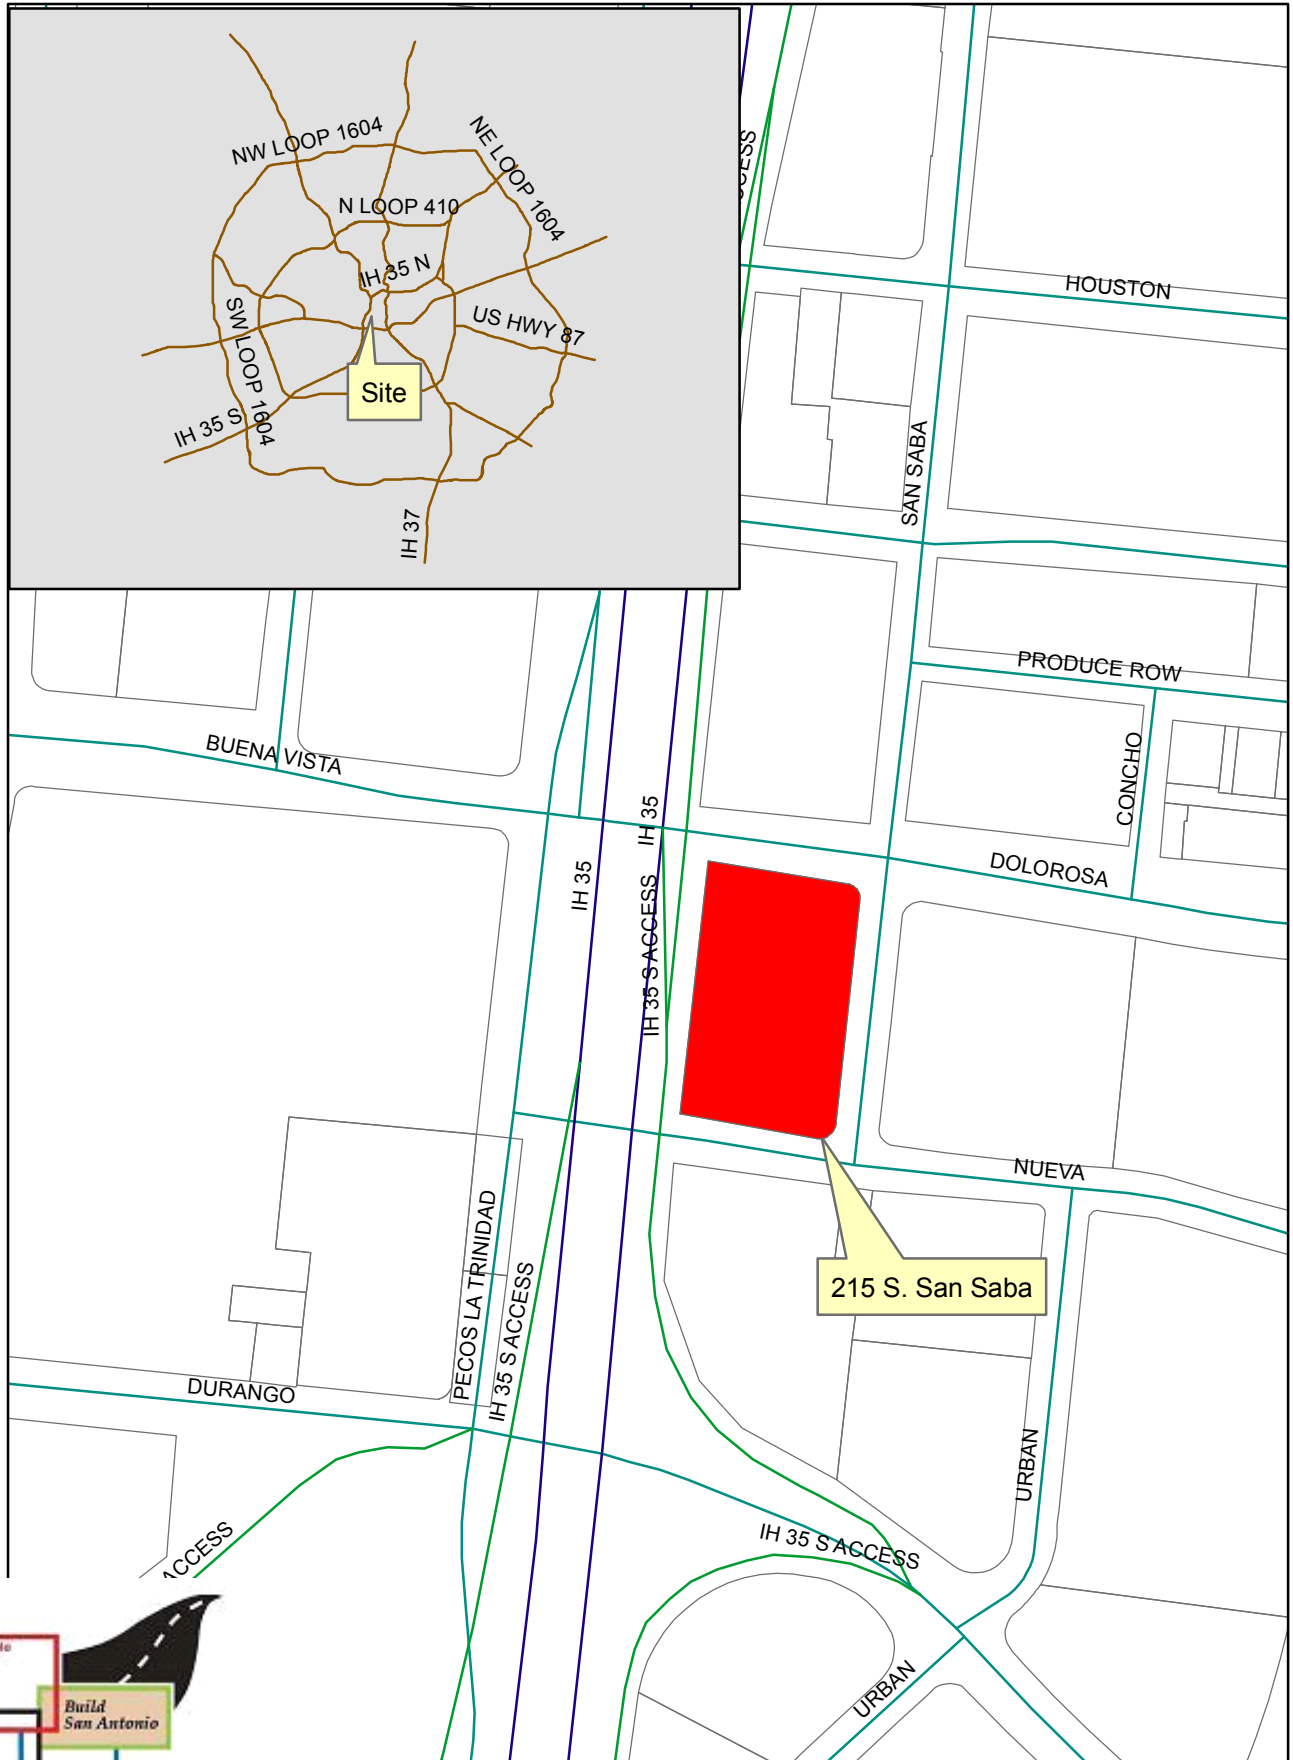 NW LOOP 1604
NE LOOP 1604
N LOOP 410
IH 35 N
US HWY 87
SW LOOP 1604
Site
IH 35 S
IH 37
HOUSTON
SAN SABA
PRODUCE ROW
CONCHO
BUENA VISTA
IH 35
IH 35
DOLOROSA
IH 35 S ACCESS
NUEVA
215 S. San Saba
PECOS LA TRINIDAD
IH 35 S ACCESS
DURANGO
URBAN
IH 35 S ACCESS
ACCESS
URBAN
Build
San Antonio